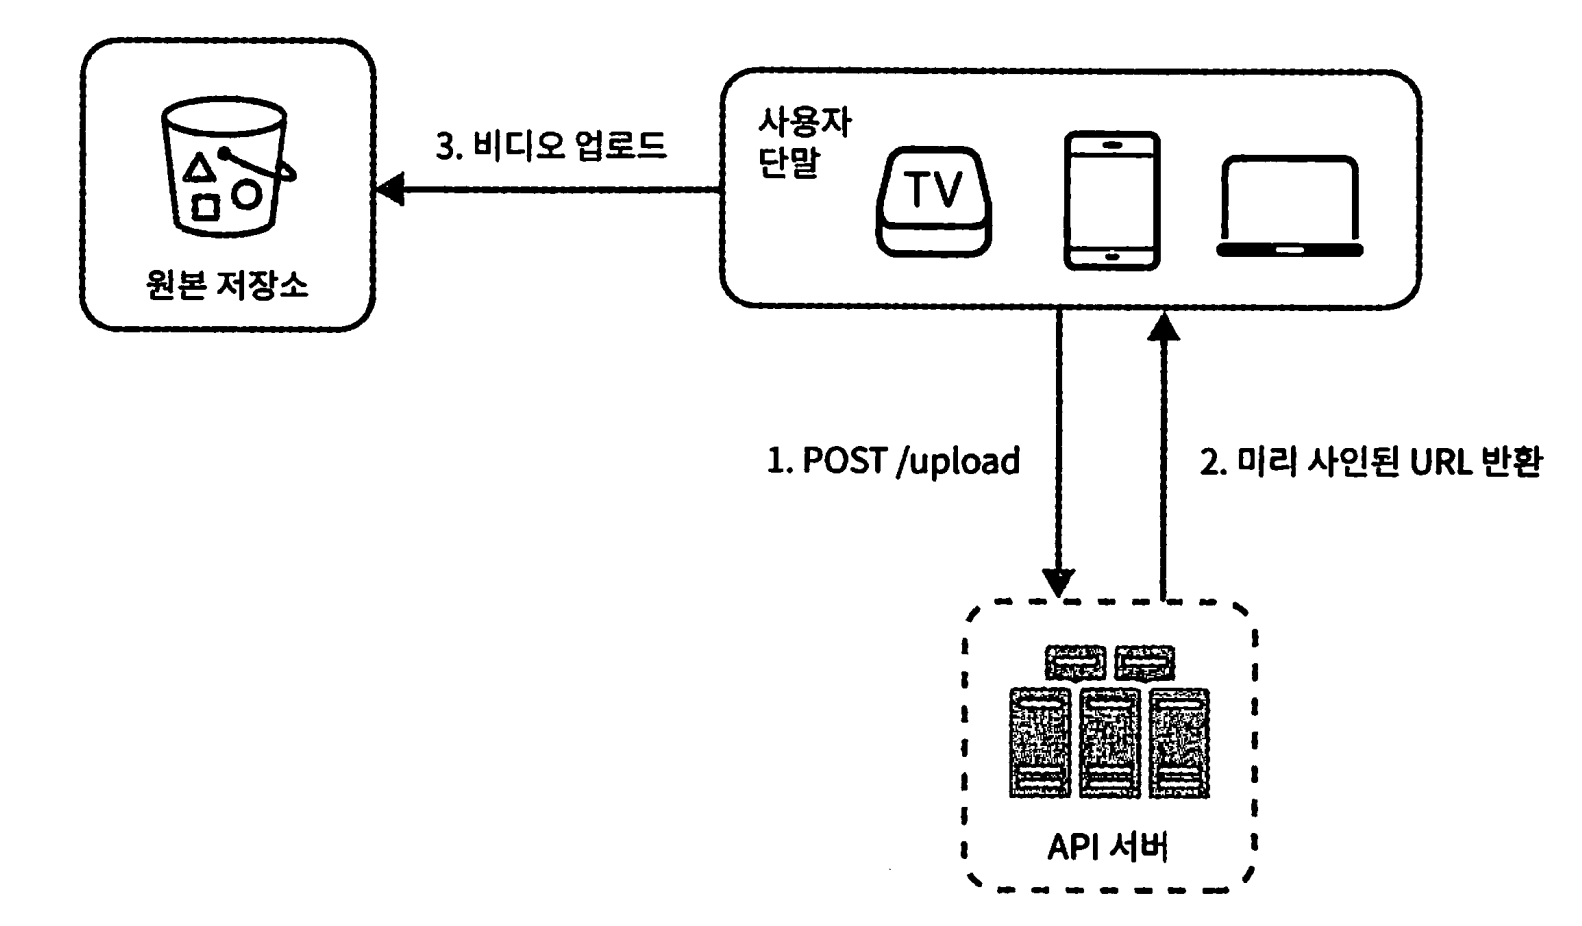 3. 비디오 업로드
사용자
단말
TV
원본 저장소
1. POST /upload
2. 미리 사인된 URL 반환
API 서버